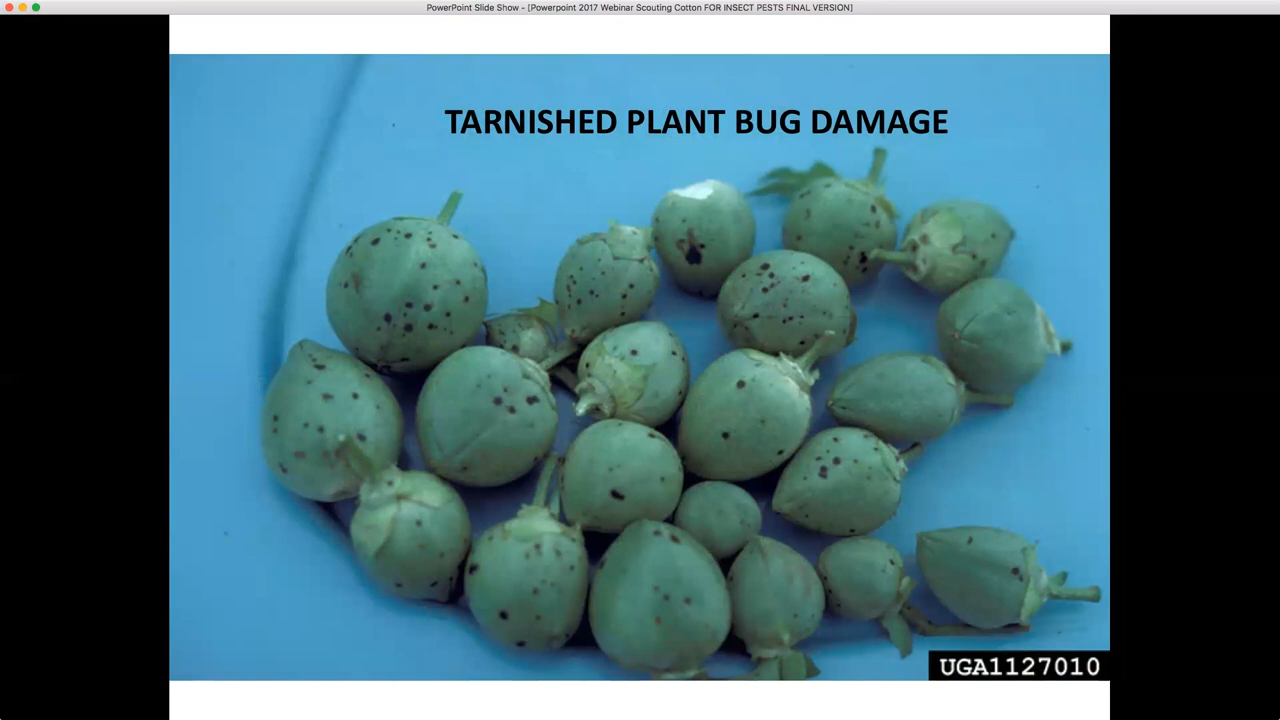 PowerPoint Slide Show - [Powerpoint 2017 Webinar Scouting Cotton FOR INSECT PESTS FINAL VERSION]
TARNISHED PLANT BUG DAMAGE
UGA1127010